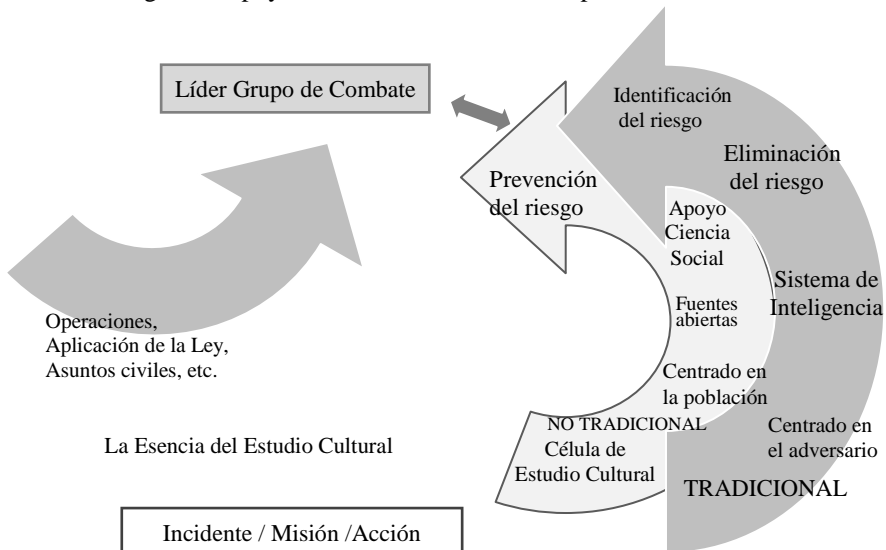 Líder Grupo de Combate
Identificación
del riesgo
Eliminación
del riesgo
Prevención
del riesgo
Apoyo
Ciencia
Social
Sistema de
Inteligencia
Fuentes
abiertas
Operaciones,
Aplicación de la Ley,
Asuntos civiles, etc.
Centrado en
la población
NO TRADICIONAL
Célula de
Estudio Cultural
Centrado en
el adversario
La Esencia del Estudio Cultural
TRADICIONAL
Incidente / Misión /Acción